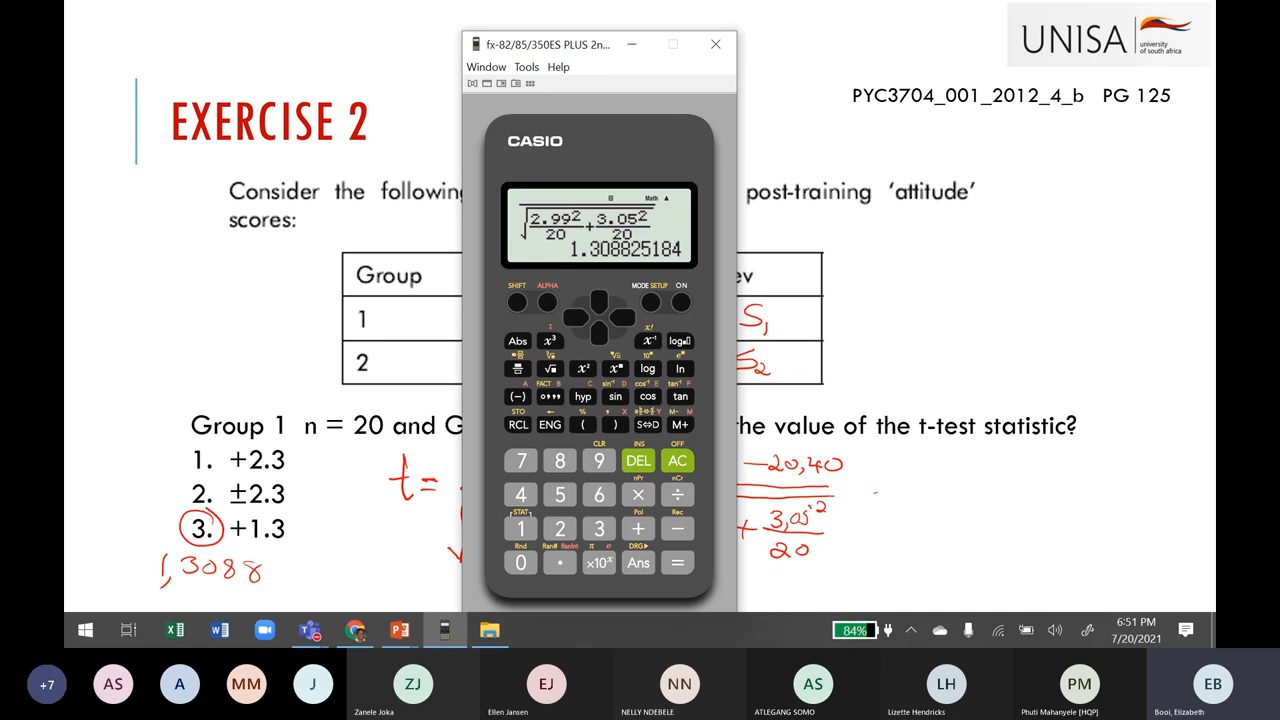 UNISA
university
of south africa
fx-82/85/350ES PLUS 2n...
Window Tools Help
EXERCISE 2
PYC3704_001_2012_4_b PG 125
CASIO
Consider the following
post-training 'attitude'
scores:
Math
2.99² / 20 + 3.05² / 20
1.308825184
Group
ev
1
S₁
2
S₂
SHIFT ALPHA MODE SETUP ON
Abs x³ x⁻¹ log
√ x² log ln
(−) hyp sin cos tan
RCL ENG ( ) S⇔D M+
7 8 9 DEL AC
4 5 6 × ÷
1 2 3 + −
0 . ×10ˣ Ans =
Group 1 n = 20 and G
the value of the t-test statistic?
1. +2.3
2. ±2.3
3. +1.3
t =
−20,40
+ 3,05² / 20
1,3088
84%
6:51 PM
7/20/2021
+7 AS A MM J ZJ EJ NN AS LH PM EB
Zanele Joka Ellen Jansen NELLY NDEBELE ATLEGANG SOMO Lizette Hendricks Phuti Mahanyele [HQP] Booi, Elizabeth